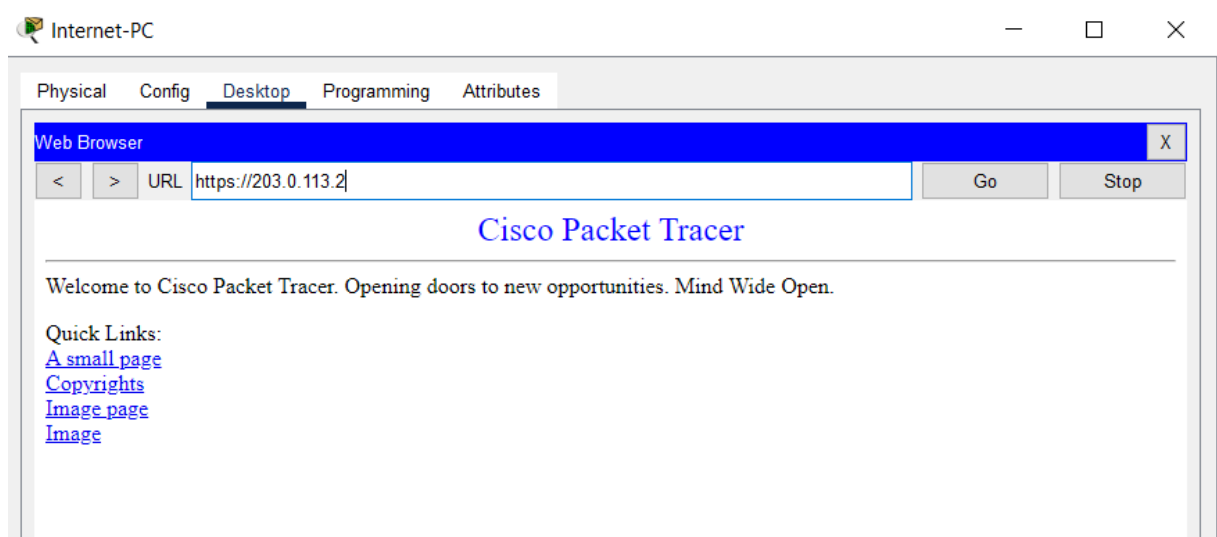 Internet-PC
Physical Config Desktop Programming Attributes
Web Browser X
< > URL https://203.0.113.2 Go Stop
Cisco Packet Tracer
Welcome to Cisco Packet Tracer. Opening doors to new opportunities. Mind Wide Open.
Quick Links:
A small page
Copyrights
Image page
Image